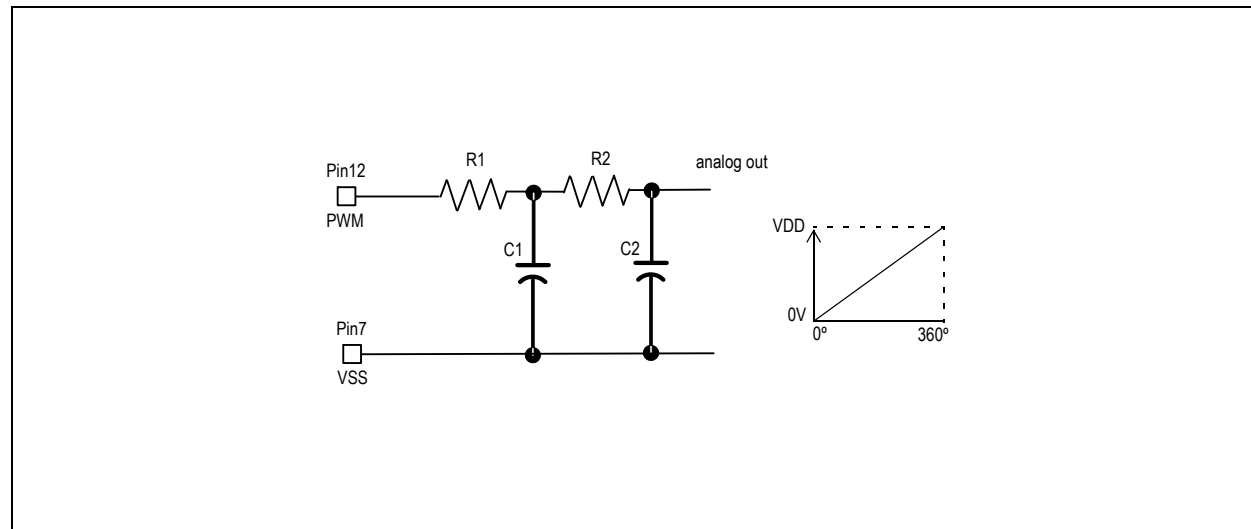 Pin12
PWM
R1
R2
analog out
C1
C2
Pin7
VSS
VDD
0V
0º
360º